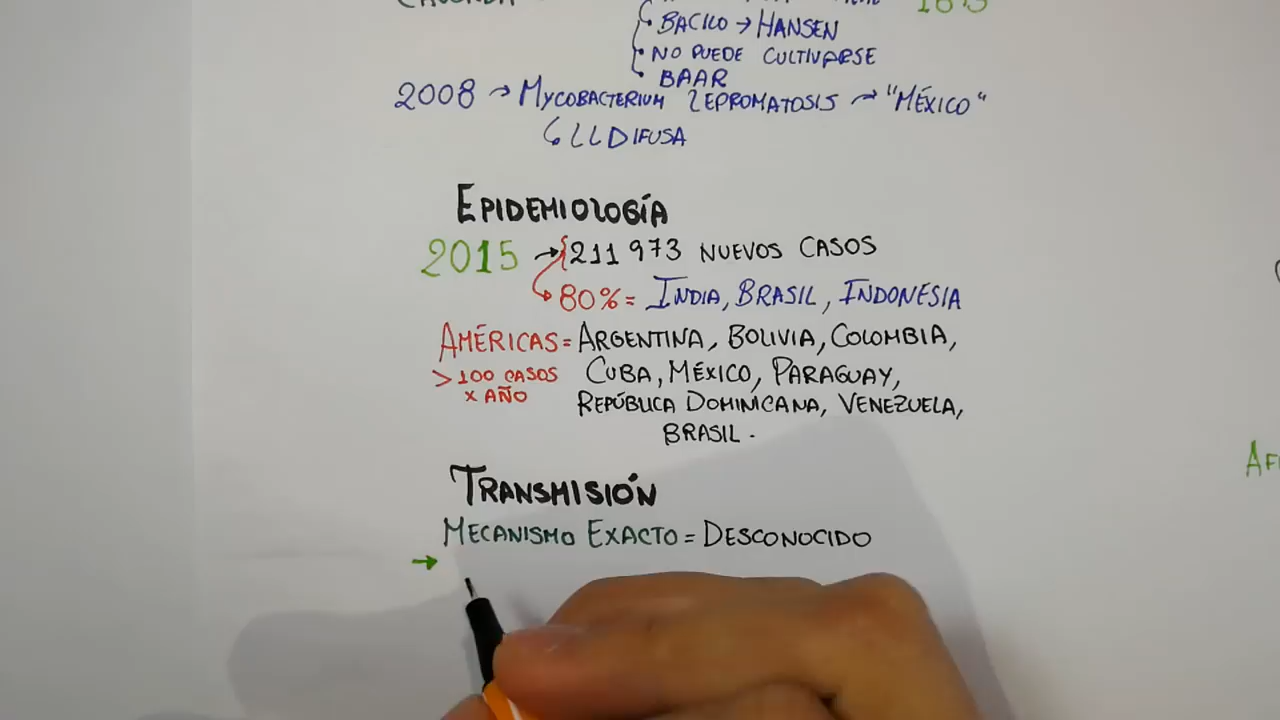 BACILO → HANSEN
NO PUEDE CULTIVARSE
BAAR
2008 → MYCOBACTERIUM LEPROMATOSIS → "MÉXICO"
LL DIFUSA
EPIDEMIOLOGÍA
2015 → 211 973 NUEVOS CASOS
80% = INDIA, BRASIL, INDONESIA
AMÉRICAS = ARGENTINA, BOLIVIA, COLOMBIA,
> 100 CASOS CUBA, MÉXICO, PARAGUAY,
X AÑO REPÚBLICA DOMINICANA, VENEZUELA,
BRASIL.
TRANSMISIÓN
MECANISMO EXACTO = DESCONOCIDO
→